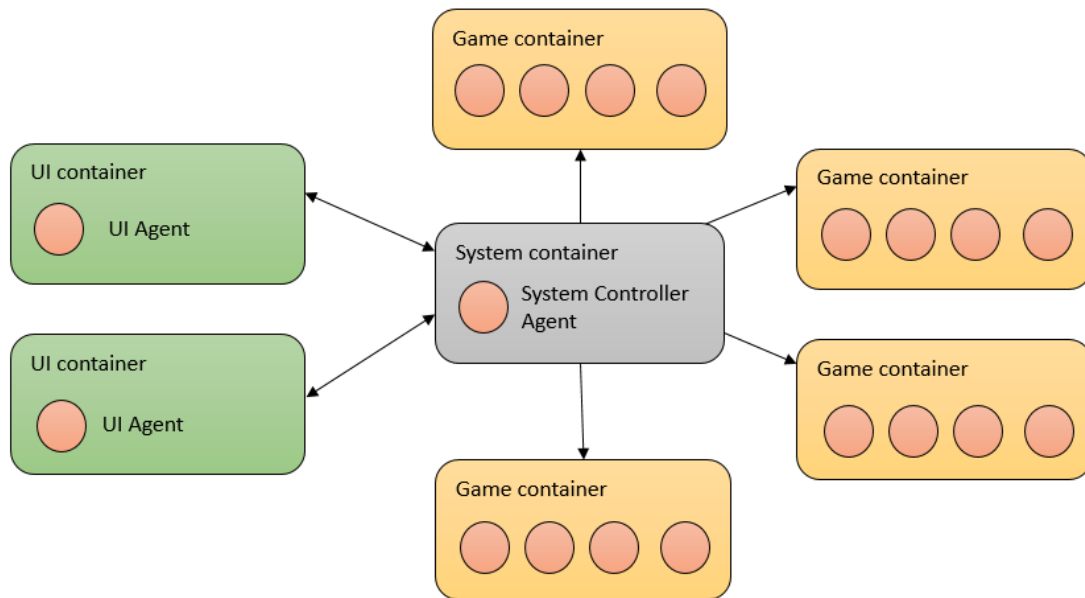 Game container
UI container
UI Agent
Game container
System container
System Controller
Agent
UI container
UI Agent
Game container
Game container